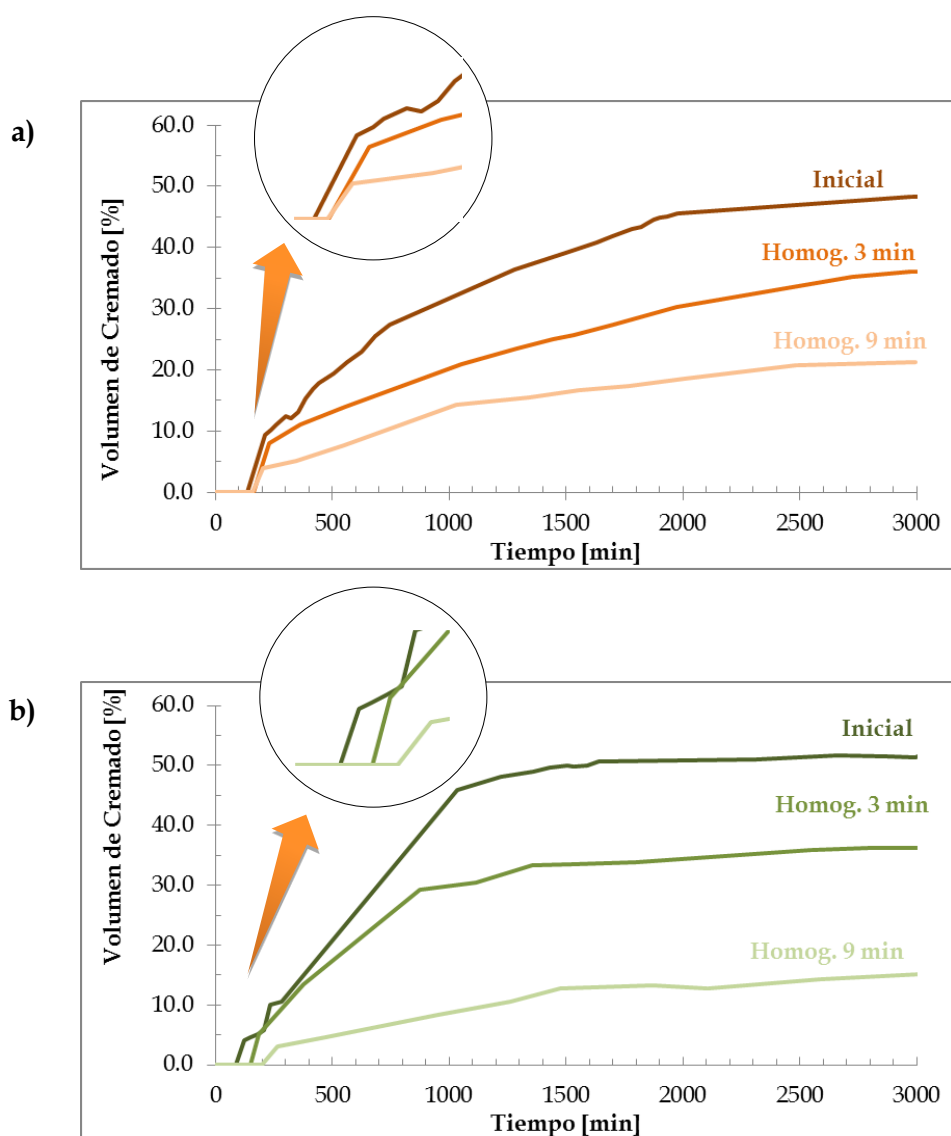 a)
Volumen de Cremado [%]
60.0
50.0
40.0
30.0
20.0
10.0
0.0
Inicial
Homog. 3 min
Homog. 9 min
0 500 1000 1500 2000 2500 3000
Tiempo [min]
b)
Volumen de Cremado [%]
60.0
50.0
40.0
30.0
20.0
10.0
0.0
Inicial
Homog. 3 min
Homog. 9 min
0 500 1000 1500 2000 2500 3000
Tiempo [min]